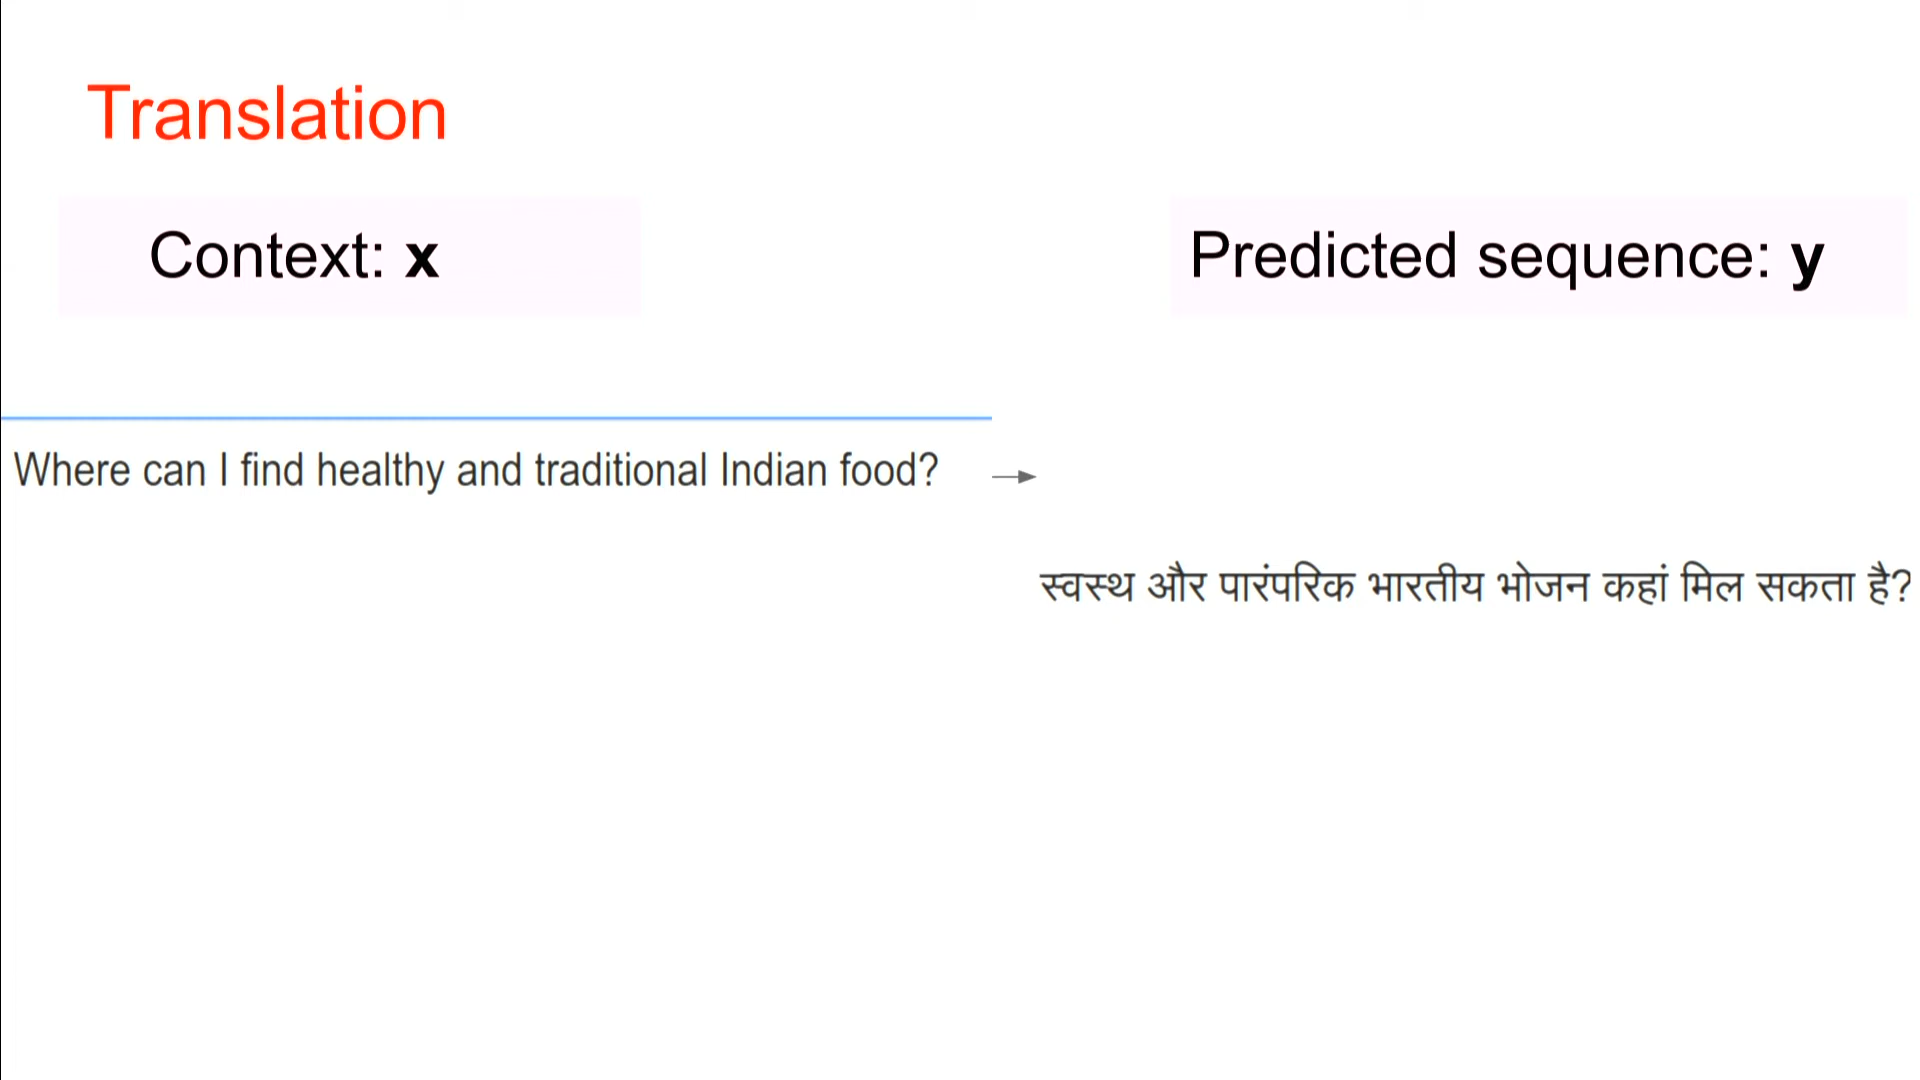 Translation
Context: x
Predicted sequence: y
Where can I find healthy and traditional Indian food?
स्वस्थ और पारंपरिक भारतीय भोजन कहां मिल सकता है?